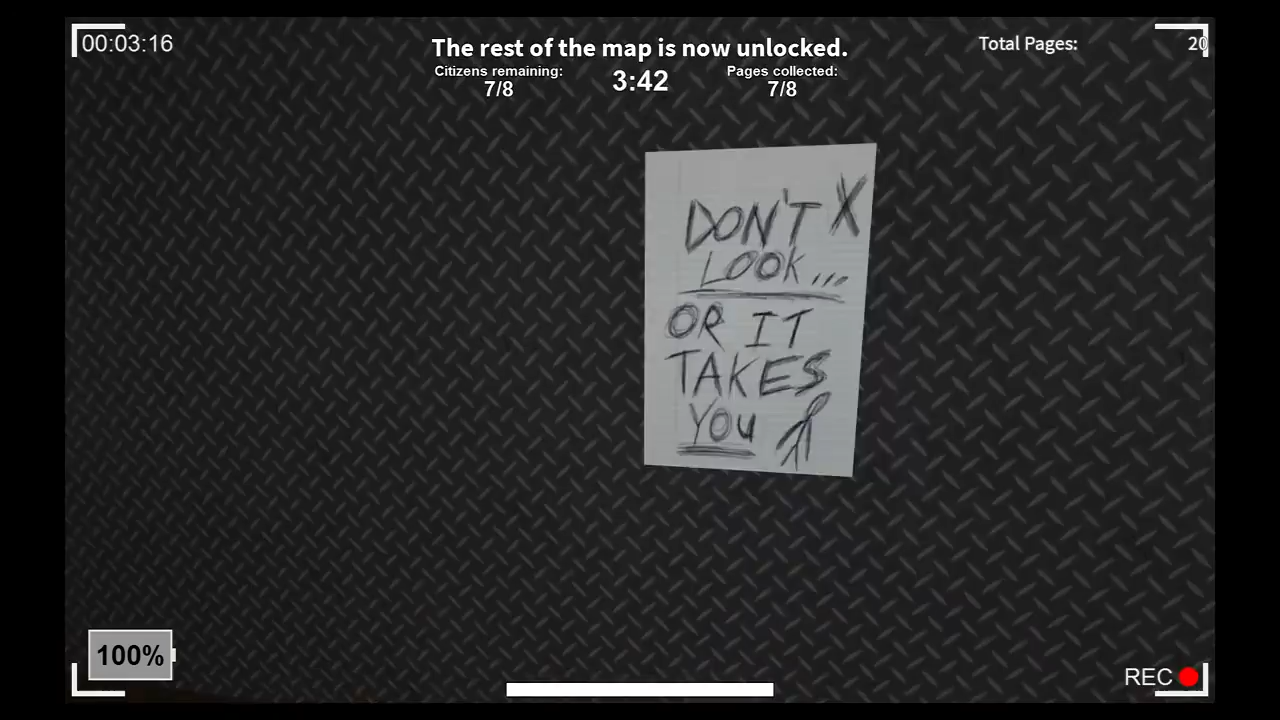 00:03:16
The rest of the map is now unlocked.
Total Pages: 20
Citizens remaining:
7/8
3:42
Pages collected:
7/8
DON'T X
LOOK...
OR IT
TAKES
YOU
100%
REC